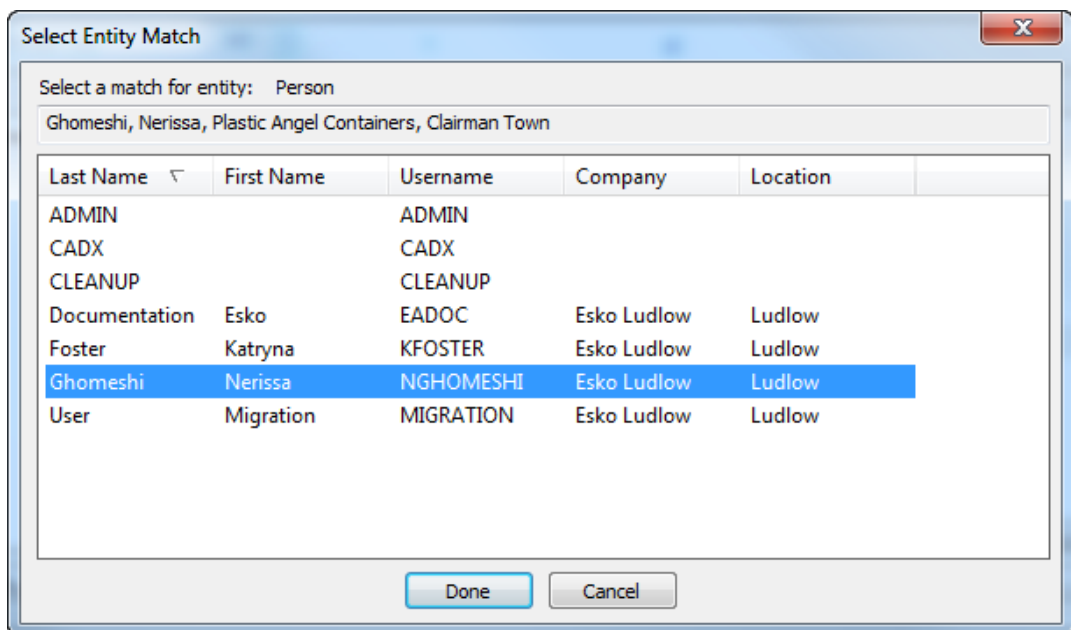 Select Entity Match
Select a match for entity: Person
Ghomeshi, Nerissa, Plastic Angel Containers, Clairman Town
Last Name First Name Username Company Location
ADMIN ADMIN
CADX CADX
CLEANUP CLEANUP
Documentation Esko EADOC Esko Ludlow Ludlow
Foster Katryna KFOSTER Esko Ludlow Ludlow
Ghomeshi Nerissa NGHOMESHI Esko Ludlow Ludlow
User Migration MIGRATION Esko Ludlow Ludlow
Done Cancel